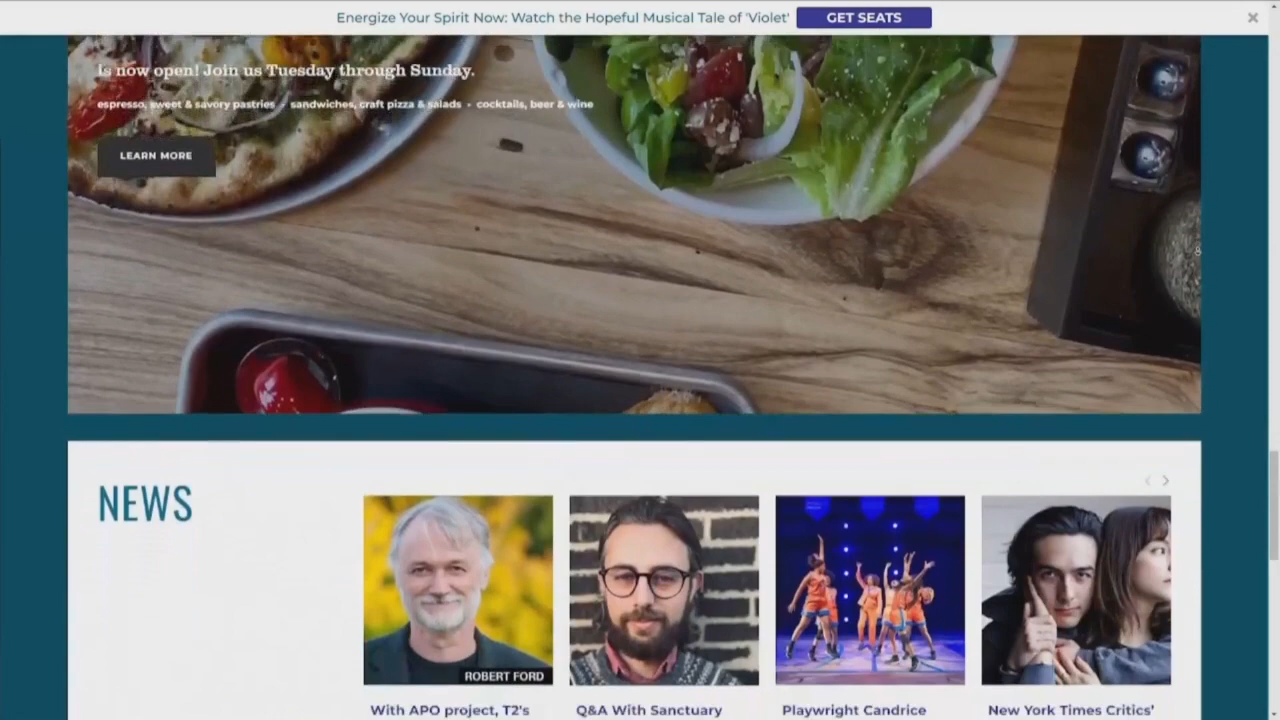 Energize Your Spirit Now: Watch the Hopeful Musical Tale of 'Violet' GET SEATS
is now open! Join us Tuesday through Sunday.
espresso, sweet & savory pastries • sandwiches, craft pizza & salads • cocktails, beer & wine
LEARN MORE
NEWS
ROBERT FORD
With APO project, T2's
Q&A With Sanctuary
Playwright Candrice
New York Times Critics'